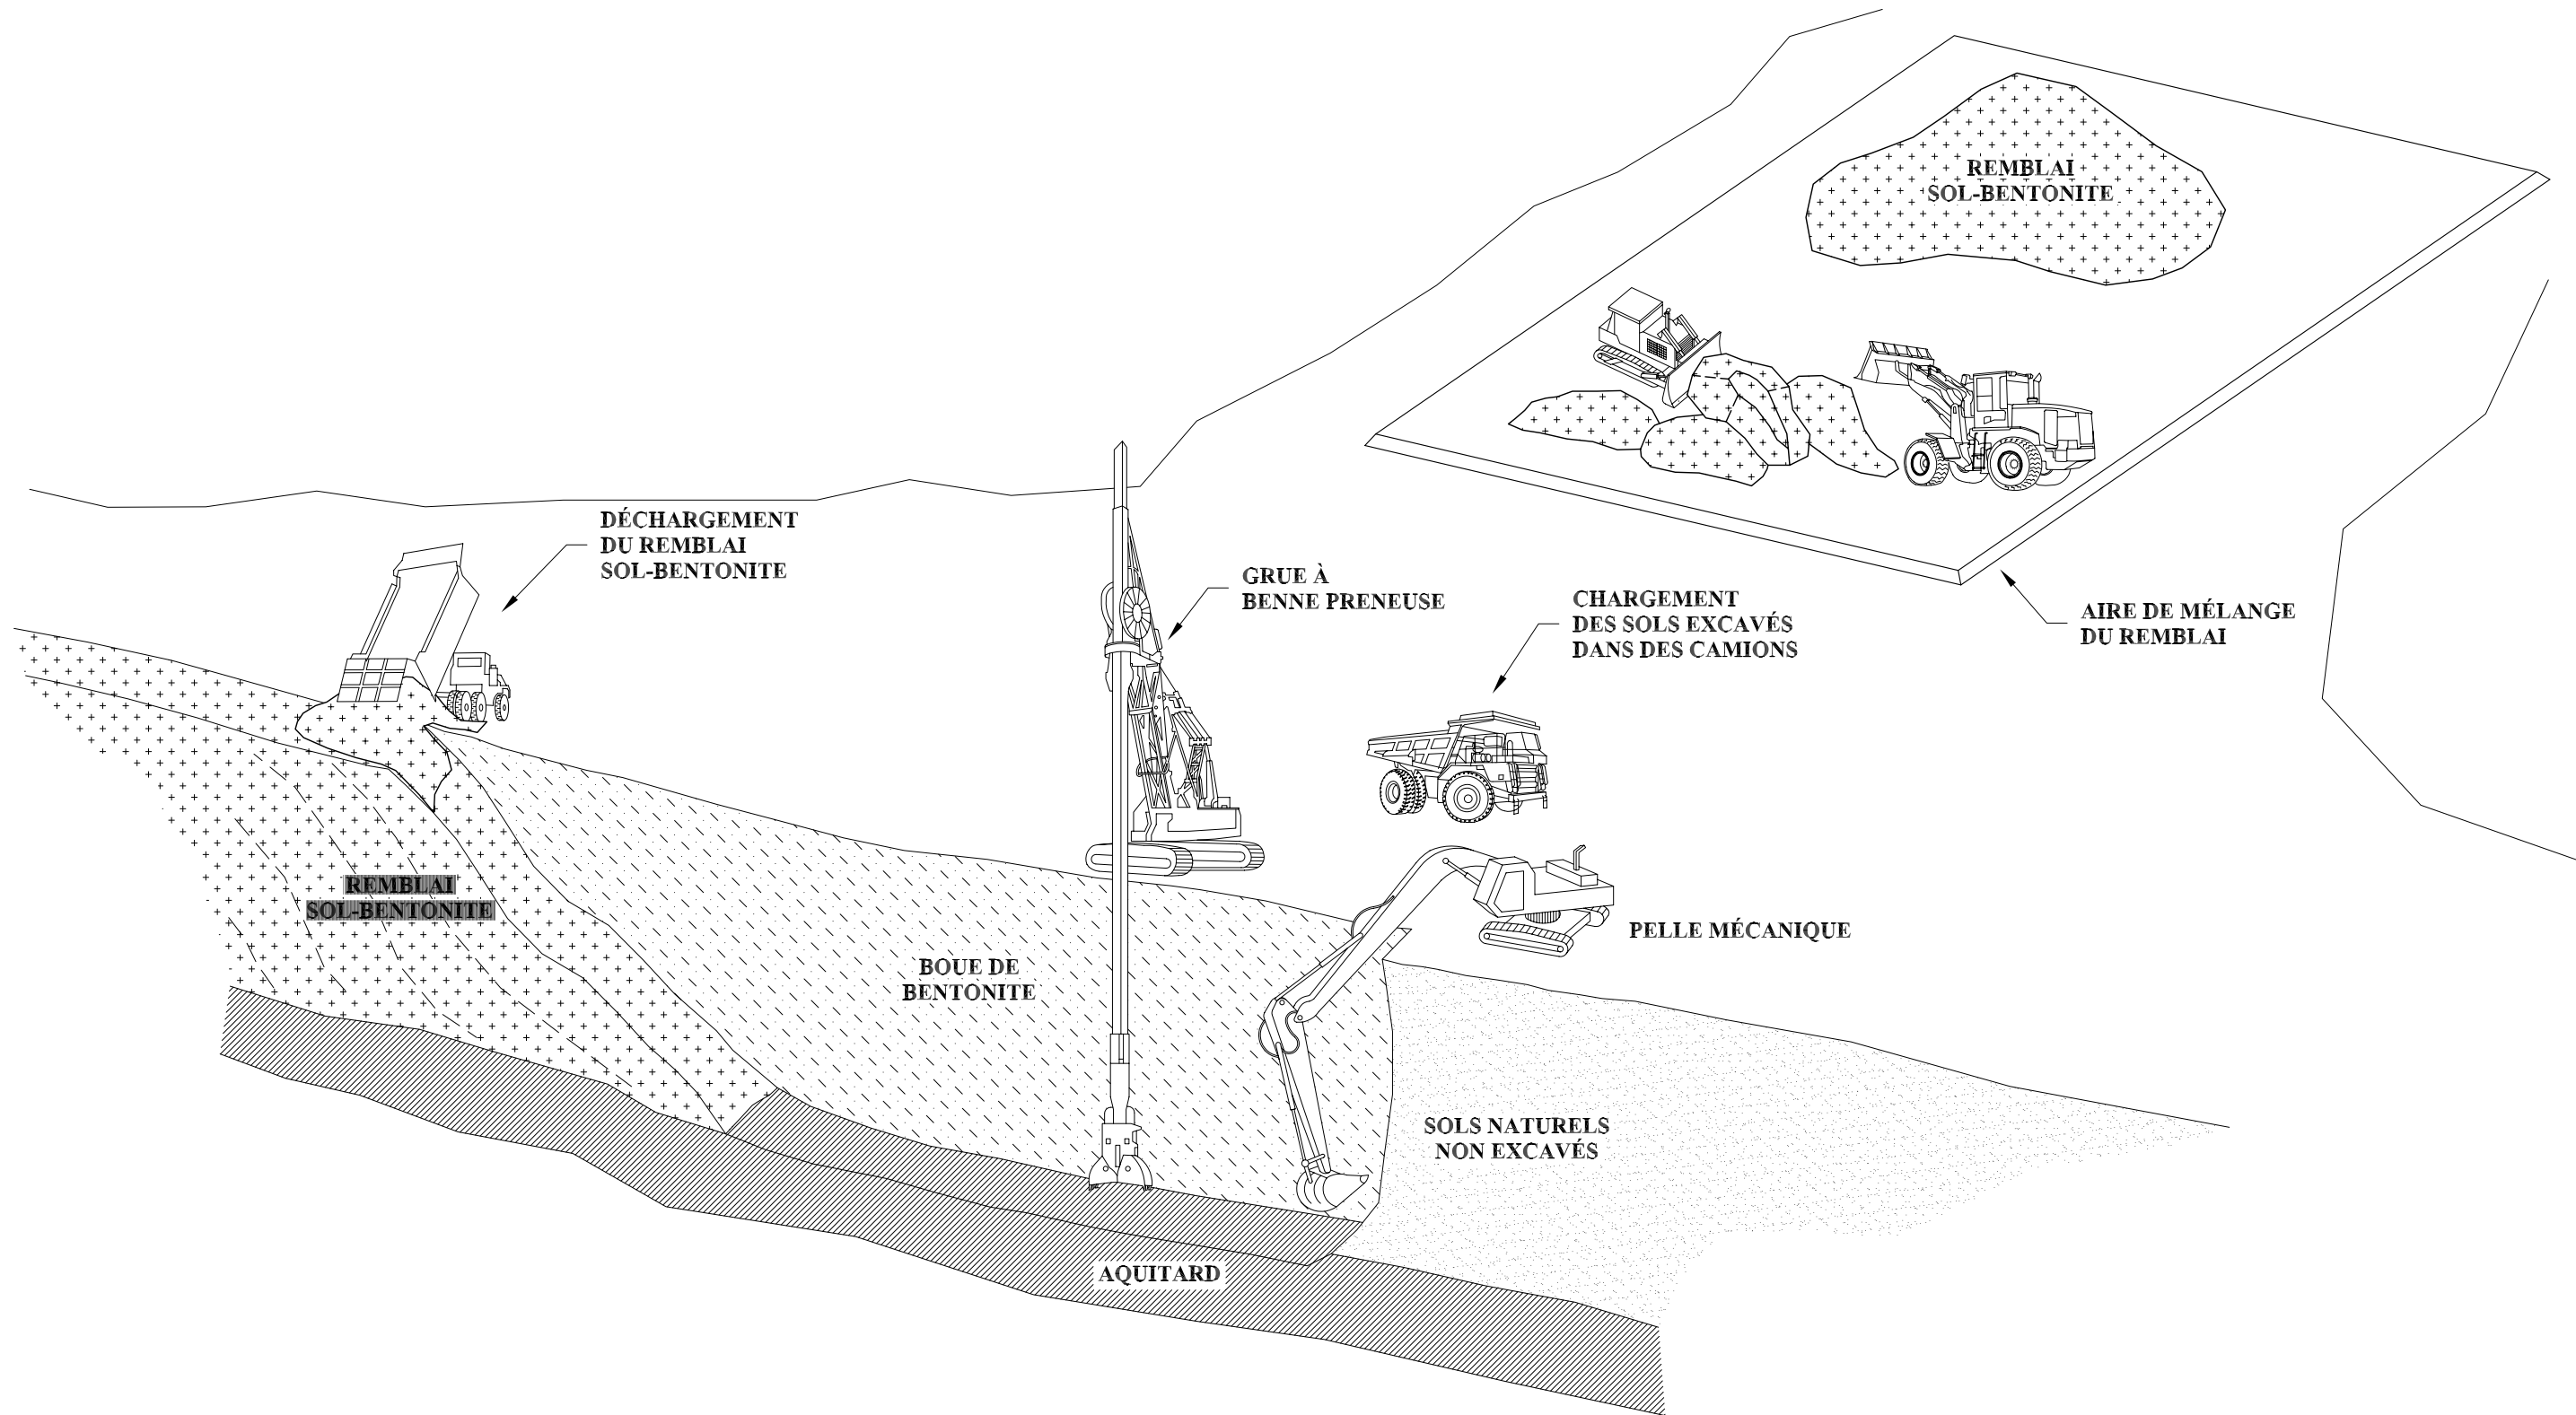 REMBLAI
SOL-BENTONITE
DÉCHARGEMENT
DU REMBLAI
SOL-BENTONITE
GRUE À
BENNE PRENEUSE
CHARGEMENT
DES SOLS EXCAVÉS
DANS DES CAMIONS
AIRE DE MÉLANGE
DU REMBLAI
REMBLAI
SOL-BENTONITE
BOUE DE
BENTONITE
PELLE MÉCANIQUE
SOLS NATURELS
NON EXCAVÉS
AQUITARD